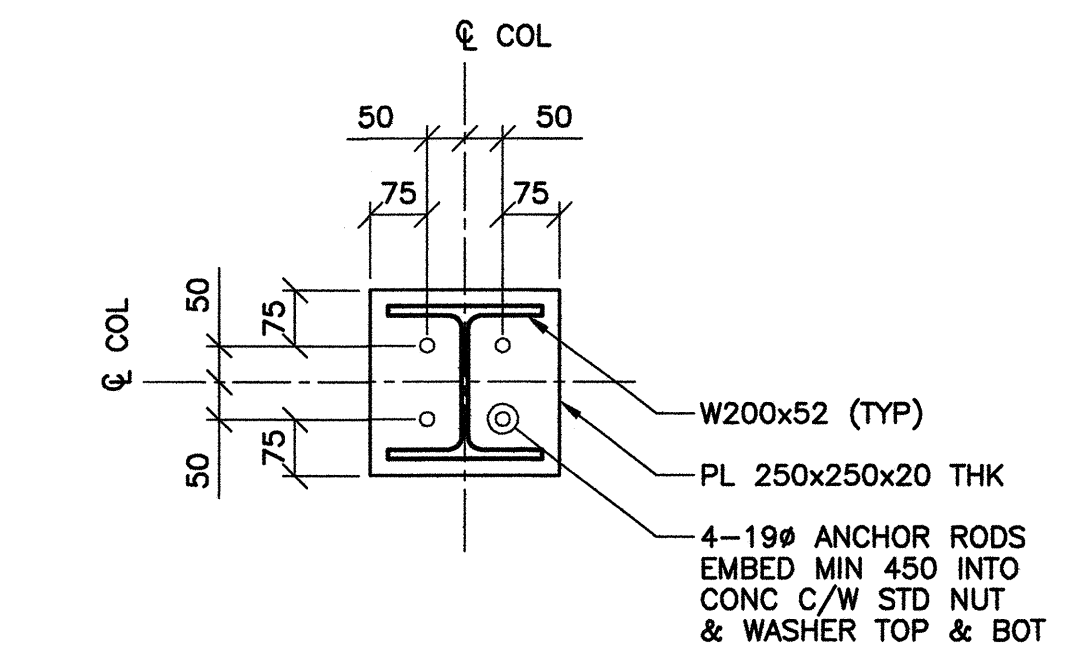 ℄ COL
50 50
75 75
50
75
℄ COL
75
50
W200x52 (TYP)
PL 250x250x20 THK
4-19ø ANCHOR RODS
EMBED MIN 450 INTO
CONC C/W STD NUT
& WASHER TOP & BOT